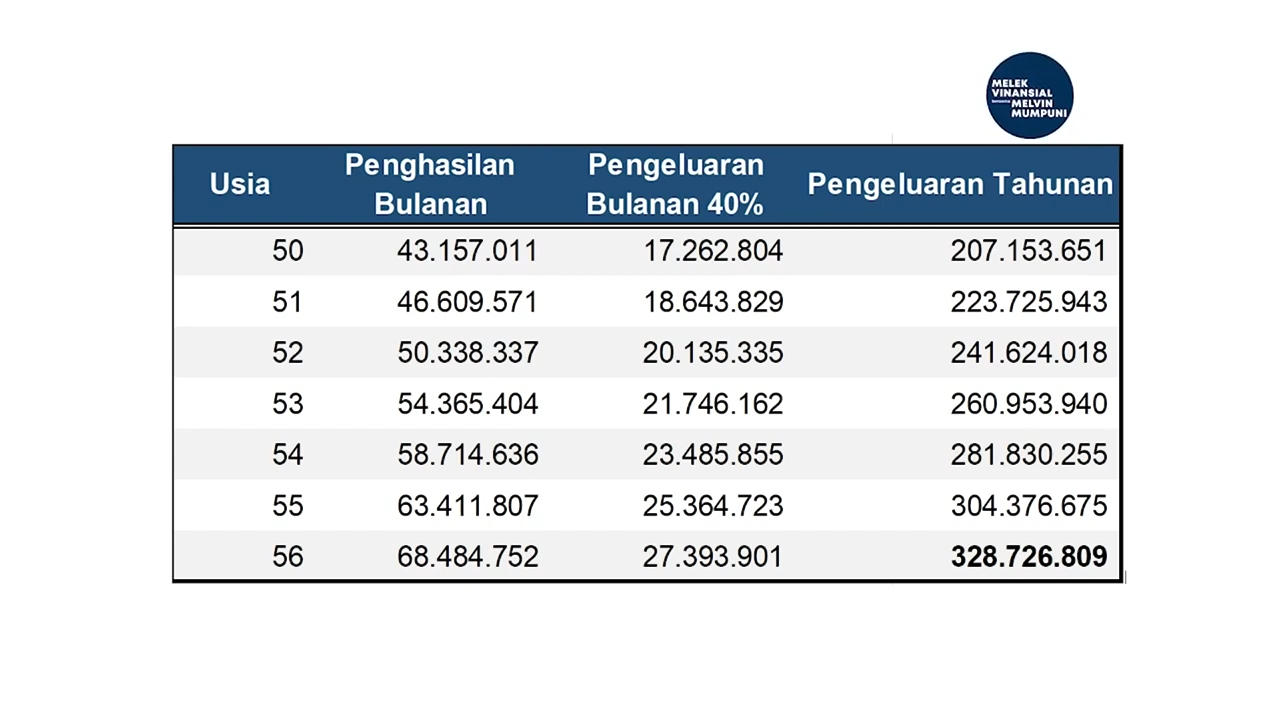 MELEK
VINANSIAL
bersama MELVIN
MUMPUNI
Usia Penghasilan Bulanan Pengeluaran Bulanan 40% Pengeluaran Tahunan
50 43.157.011 17.262.804 207.153.651
51 46.609.571 18.643.829 223.725.943
52 50.338.337 20.135.335 241.624.018
53 54.365.404 21.746.162 260.953.940
54 58.714.636 23.485.855 281.830.255
55 63.411.807 25.364.723 304.376.675
56 68.484.752 27.393.901 328.726.809